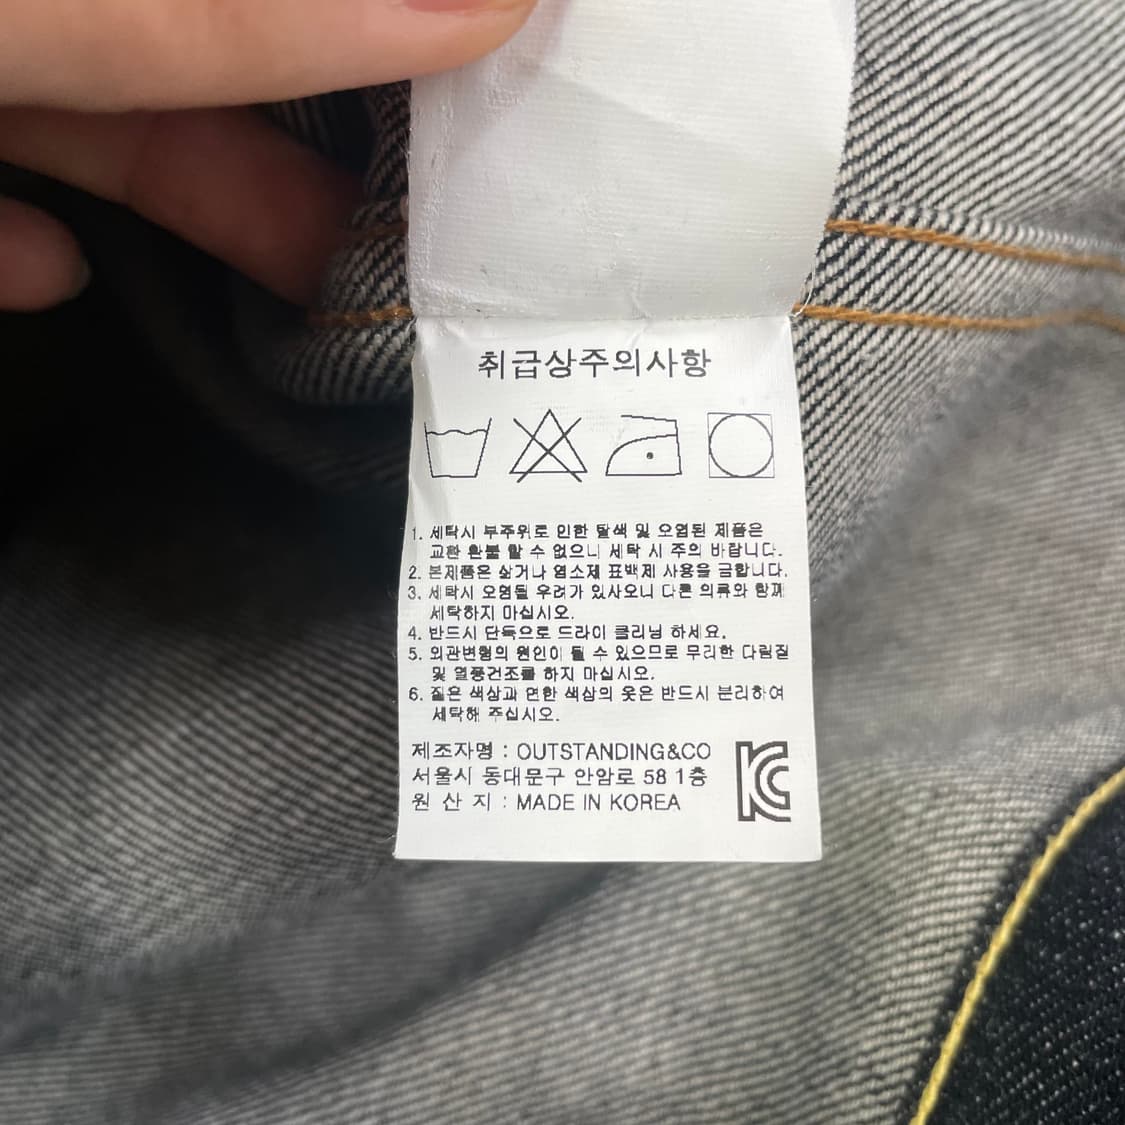 취급상주의사항
1. 세탁시 부주위로 인한 탈색 및 오염된 제품은
교환 환불 할 수 없으니 세탁 시 주의 바랍니다.
2. 본제품은 삶거나 염소제 표백제 사용을 금합니다.
3. 세탁시 오염될 우려가 있사오니 다른 의류와 함께
세탁하지 마십시오.
4. 반드시 단독으로 드라이 클리닝 하세요.
5. 외관변형의 원인이 될 수 있으므로 무리한 다림질
및 열풍건조를 하지 마십시오.
6. 짙은 색상과 연한 색상의 옷은 반드시 분리하여
세탁해 주십시오.
제조자명 : OUTSTANDING&CO
서울시 동대문구 안암로 58 1층
원 산 지 : MADE IN KOREA
KC